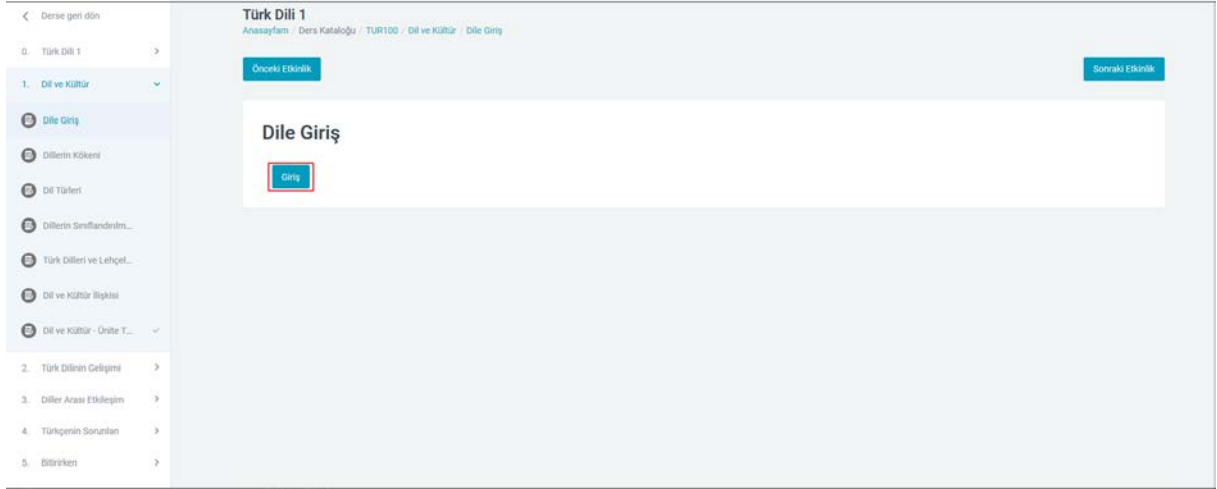 Derse geri dön
0. Türk Dili 1
1. Dil ve Kültür
Dile Giriş
Dillerin Kökeni
Dil Türleri
Dillerin Sınıflandırılm...
Türk Dilleri ve Lehçel...
Dil ve Kültür İlişkisi
Dil ve Kültür - Ünite T...
2. Türk Dilinin Gelişimi
3. Diller Arası Etkileşim
4. Türkçenin Sorunları
5. Bitirirken
Türk Dili 1
Anasayfam / Ders Kataloğu / TUR100 / Dil ve Kültür / Dile Giriş
Önceki Etkinlik
Sonraki Etkinlik
Dile Giriş
Giriş